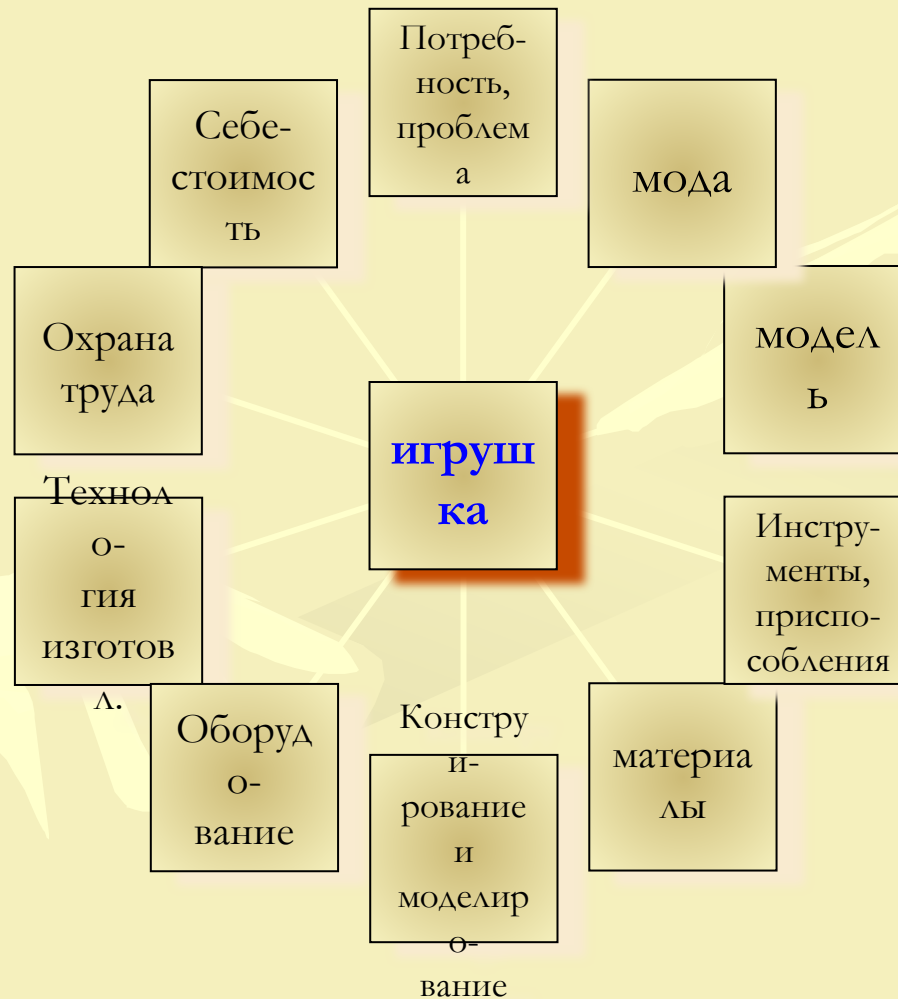 Потреб-
ность,
проблем
а
мода
модел
ь
Инстру-
менты,
приспо-
собления
материа
лы
Констру
и-
рование
и
моделир
о-
вание
Оборуд
о-
вание
Технол
о-
гия
изготов
л.
Охрана
труда
Себе-
стоимос
ть
игруш
ка